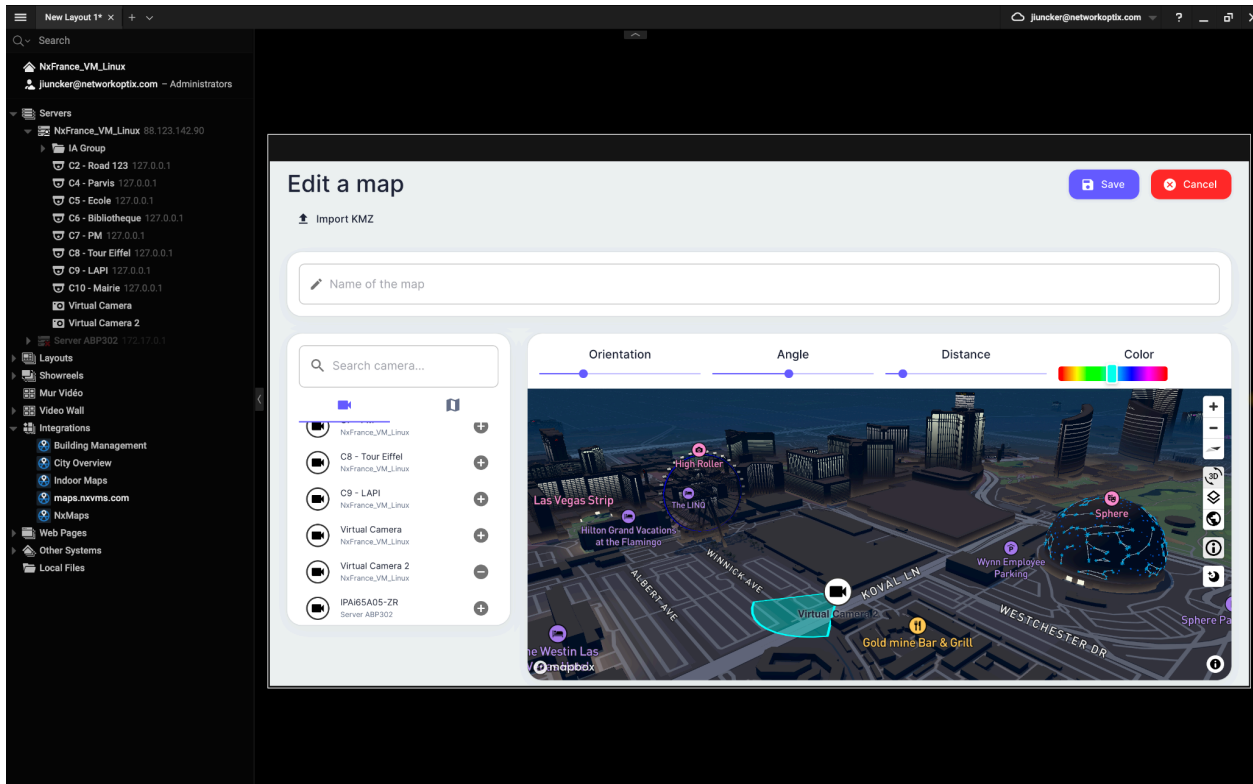 New Layout 1*
jiuncker@networkoptix.com
?
Search
NxFrance_VM_Linux
jiuncker@networkoptix.com – Administrators
Servers
NxFrance_VM_Linux 88.123.142.90
IA Group
C2 - Road 123 127.0.0.1
C4 - Parvis 127.0.0.1
C5 - Ecole 127.0.0.1
C6 - Bibliotheque 127.0.0.1
C7 - PM 127.0.0.1
C8 - Tour Eiffel 127.0.0.1
C9 - LAPI 127.0.0.1
C10 - Mairie 127.0.0.1
Virtual Camera
Virtual Camera 2
Server ABP302 172.17.0.1
Layouts
Showreels
Mur Vidéo
Video Wall
Integrations
Building Management
City Overview
Indoor Maps
maps.nxvms.com
NxMaps
Web Pages
Other Systems
Local Files
Edit a map
Save
Cancel
Import KMZ
Name of the map
Search camera...
NxFrance_VM_Linux
C8 - Tour Eiffel
NxFrance_VM_Linux
C9 - LAPI
NxFrance_VM_Linux
Virtual Camera
NxFrance_VM_Linux
Virtual Camera 2
NxFrance_VM_Linux
IPAi65A05-ZR
Server ABP302
Orientation
Angle
Distance
Color
High Roller
Las Vegas Strip
The LINQ
Hilton Grand Vacations
at the Flamingo
Sphere
3D
WINNICK AVE
Wynn Employee
Parking
ALBERT AVE
KOVAL LN
Virtual Camera 2
WESTCHESTER DR
Sphere Pa
Gold mine Bar & Grill
he Westin Las
mapbox